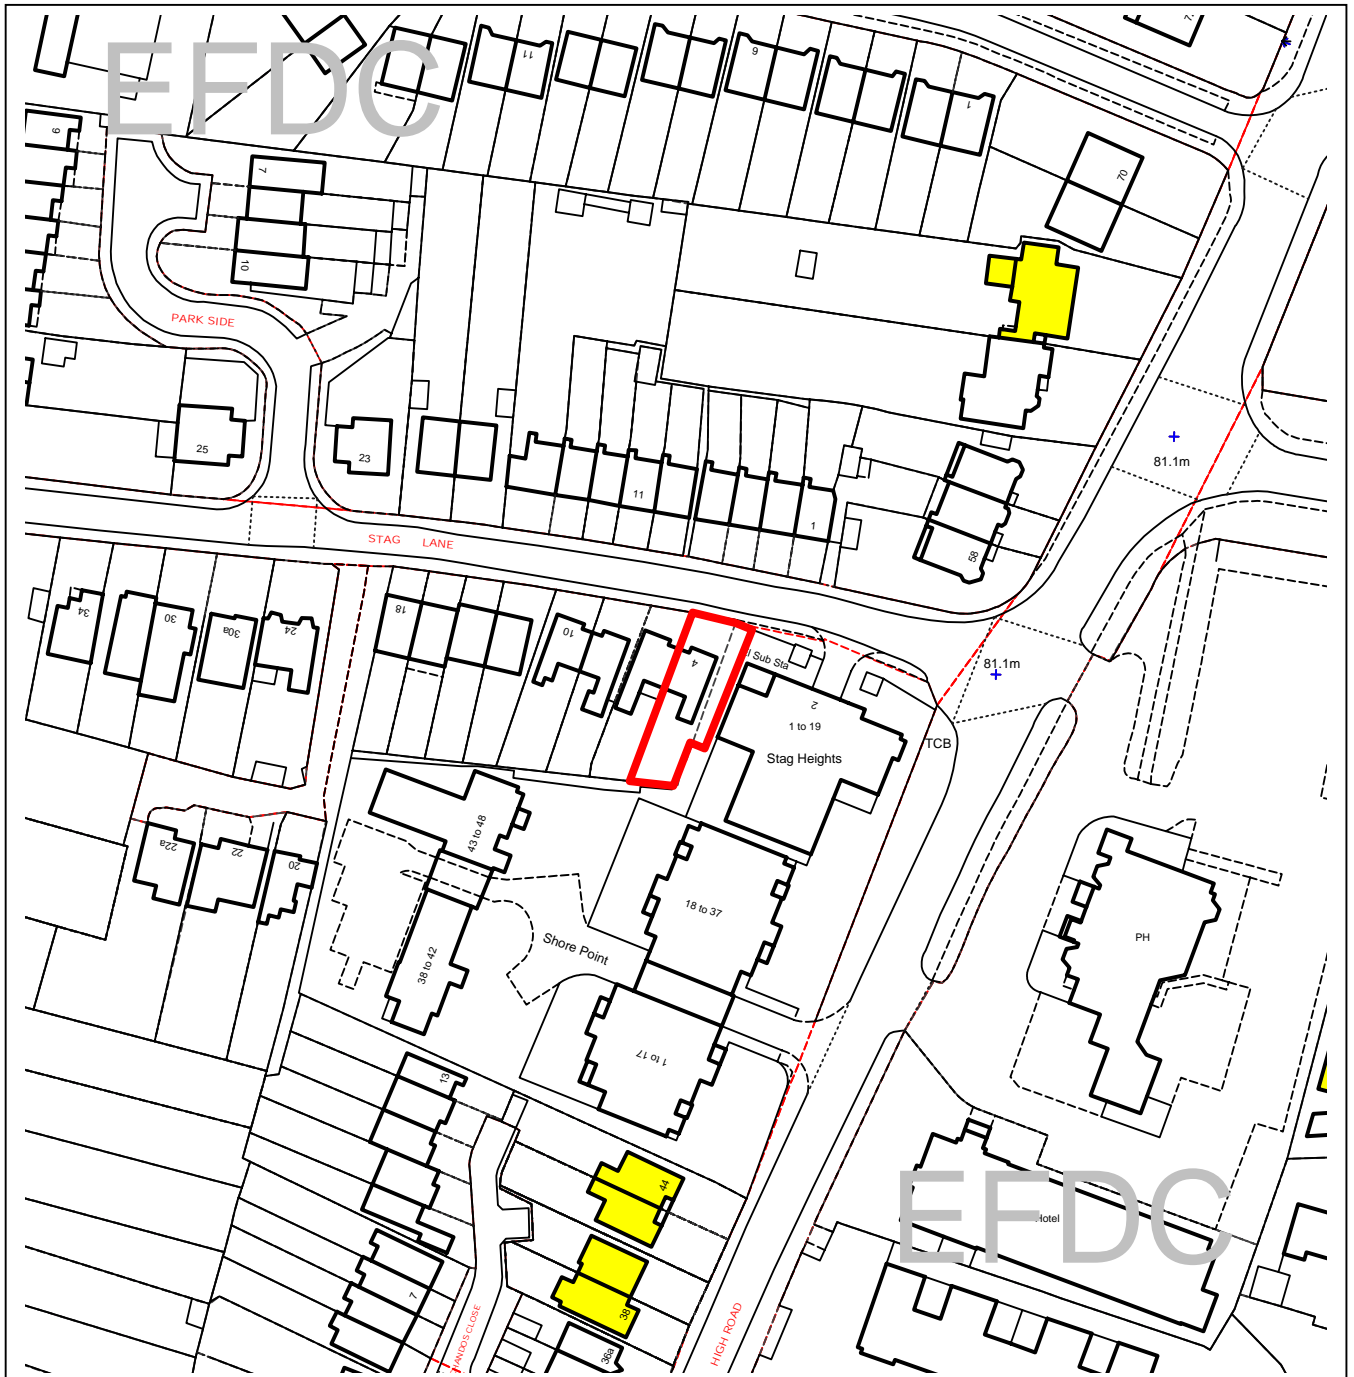 EFDC
11
9
1
9
7
70
10
PARK SIDE
25
23
11
1
81.1m
58
STAG LANE
34
30
30a
24
18
10
4
l Sub Sta
81.1m
2
1 to 19
TCB
Stag Heights
43 to 48
22a
22
20
18 to 37
PH
Shore Point
38 to 42
1 to 17
13
44
EFDC
Hotel
7
38
HIGH ROAD
HANDOS CLOSE
36a